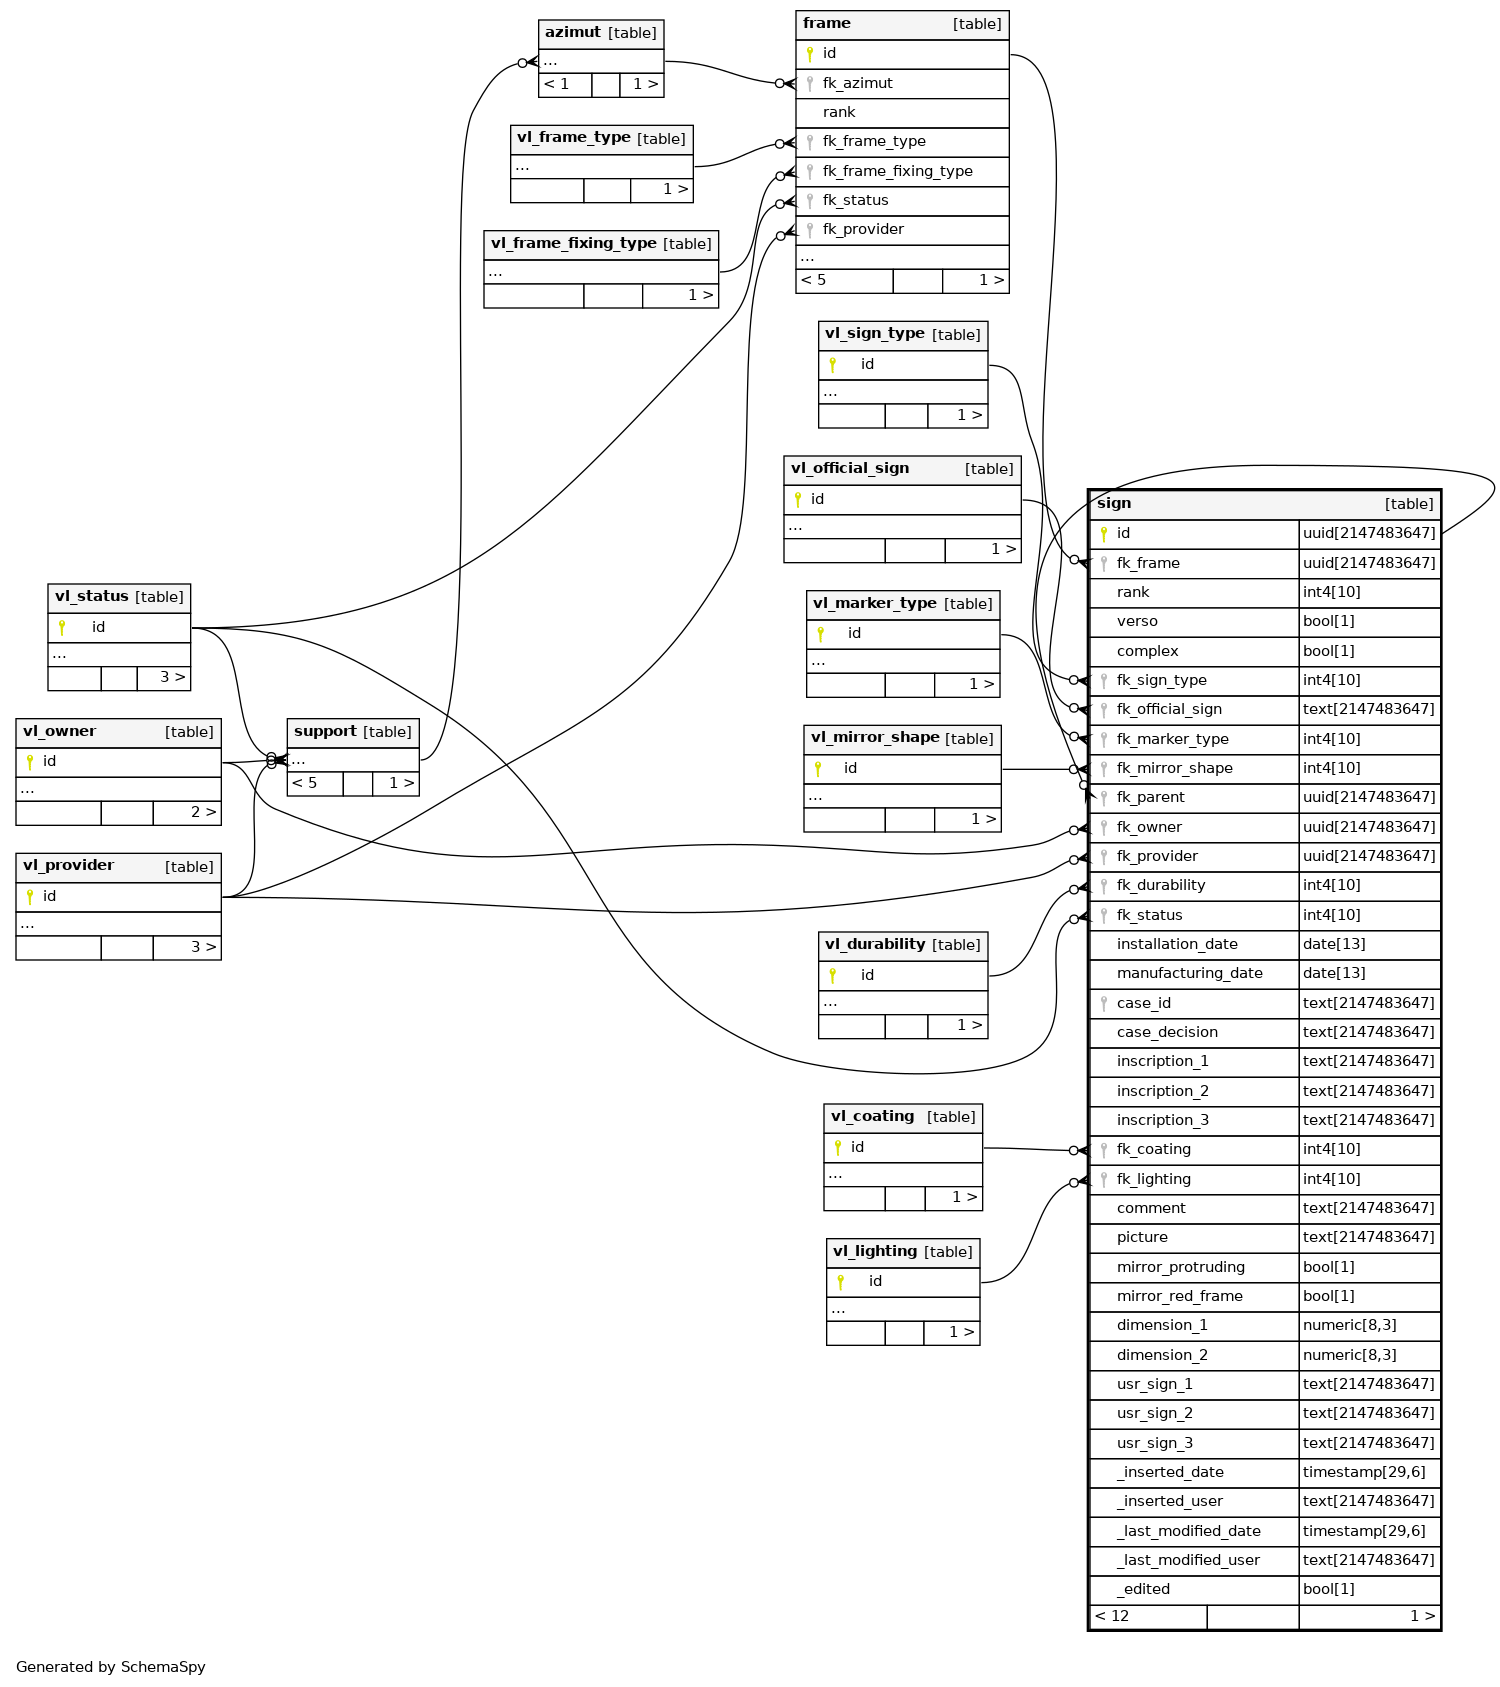 azimut [table]
...
< 1 1 >
frame [table]
id
fk_azimut
rank
fk_frame_type
fk_frame_fixing_type
fk_status
fk_provider
...
< 5 1 >
vl_frame_type [table]
...
1 >
vl_frame_fixing_type [table]
...
1 >
vl_sign_type [table]
id
...
1 >
vl_official_sign [table]
id
...
1 >
vl_status [table]
id
...
3 >
vl_marker_type [table]
id
...
1 >
vl_owner [table]
id
...
2 >
support [table]
...
< 5 1 >
vl_mirror_shape [table]
id
...
1 >
vl_provider [table]
id
...
3 >
vl_durability [table]
id
...
1 >
vl_coating [table]
id
...
1 >
vl_lighting [table]
id
...
1 >
sign [table]
id uuid[2147483647]
fk_frame uuid[2147483647]
rank int4[10]
verso bool[1]
complex bool[1]
fk_sign_type int4[10]
fk_official_sign text[2147483647]
fk_marker_type int4[10]
fk_mirror_shape int4[10]
fk_parent uuid[2147483647]
fk_owner uuid[2147483647]
fk_provider uuid[2147483647]
fk_durability int4[10]
fk_status int4[10]
installation_date date[13]
manufacturing_date date[13]
case_id text[2147483647]
case_decision text[2147483647]
inscription_1 text[2147483647]
inscription_2 text[2147483647]
inscription_3 text[2147483647]
fk_coating int4[10]
fk_lighting int4[10]
comment text[2147483647]
picture text[2147483647]
mirror_protruding bool[1]
mirror_red_frame bool[1]
dimension_1 numeric[8,3]
dimension_2 numeric[8,3]
usr_sign_1 text[2147483647]
usr_sign_2 text[2147483647]
usr_sign_3 text[2147483647]
_inserted_date timestamp[29,6]
_inserted_user text[2147483647]
_last_modified_date timestamp[29,6]
_last_modified_user text[2147483647]
_edited bool[1]
< 12 1 >
Generated by SchemaSpy